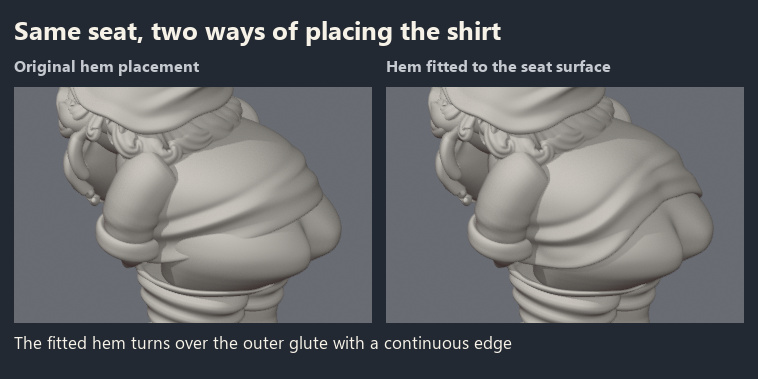 Same seat, two ways of placing the shirt
Original hem placement
Hem fitted to the seat surface
The fitted hem turns over the outer glute with a continuous edge